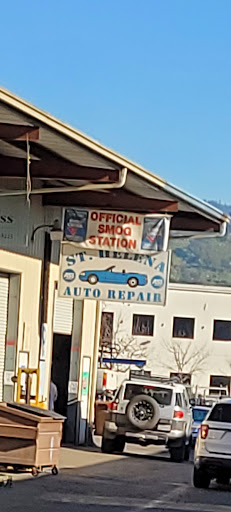 OFFICIAL
SMOG
STATION
ST. HELENA
AUTO REPAIR